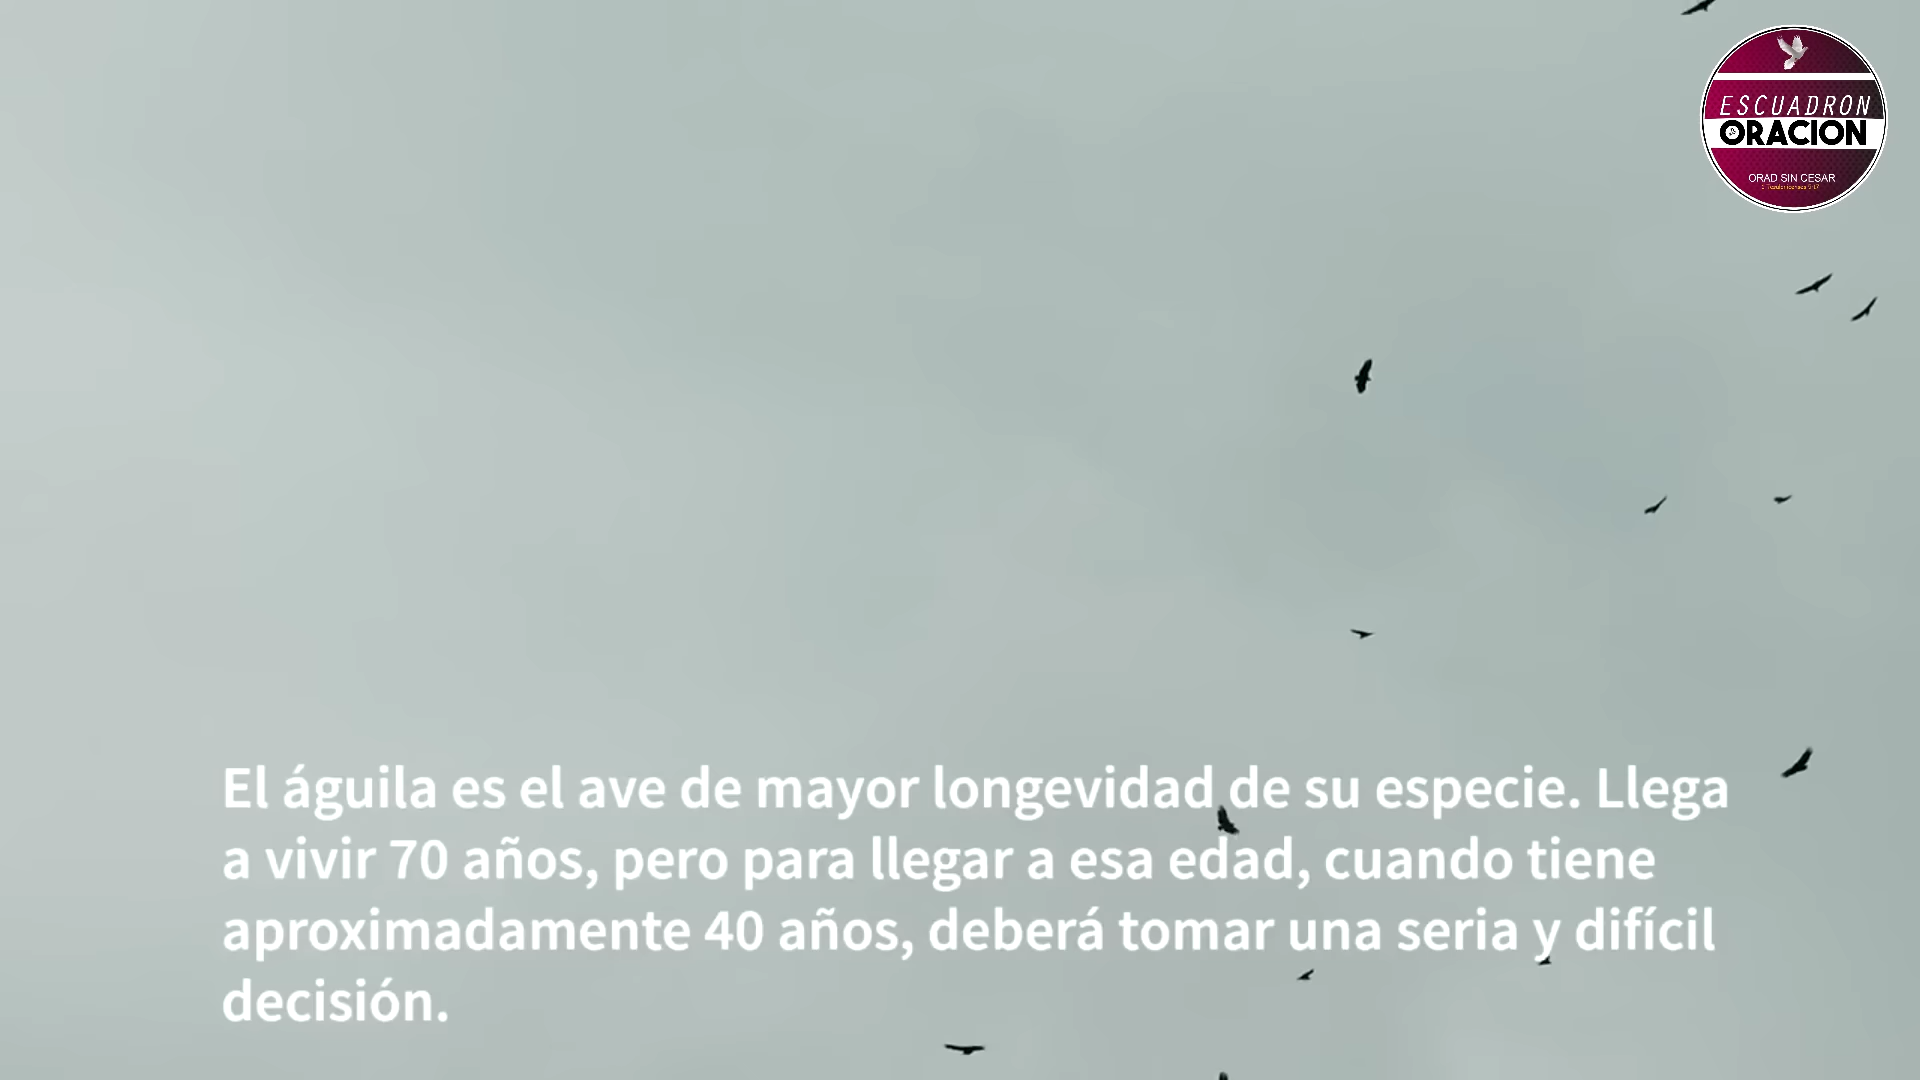 ESCUADRON
ORACION
ORAD SIN CESAR
El águila es el ave de mayor longevidad de su especie. Llega
a vivir 70 años, pero para llegar a esa edad, cuando tiene
aproximadamente 40 años, deberá tomar una seria y difícil
decisión.